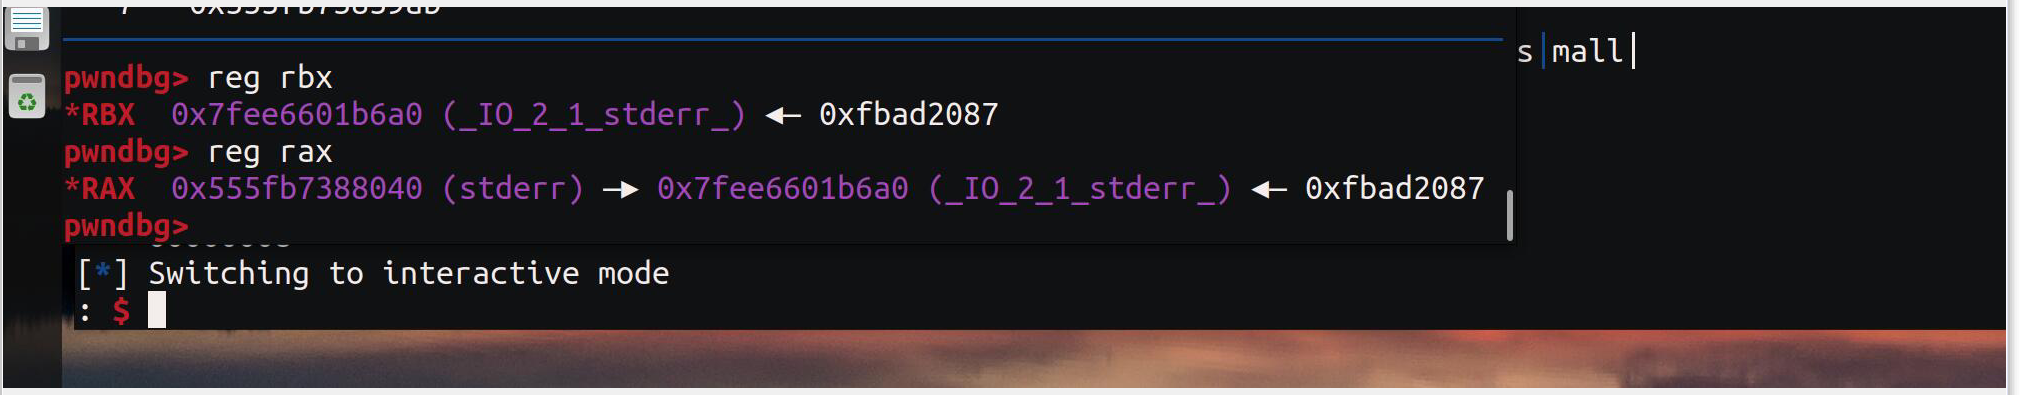 pwndbg> reg rbx
*RBX  0x7fee6601b6a0 (_IO_2_1_stderr_) ◂— 0xfbad2087
pwndbg> reg rax
*RAX  0x555fb7388040 (stderr) —▸ 0x7fee6601b6a0 (_IO_2_1_stderr_) ◂— 0xfbad2087
pwndbg>
s|mall|
[*] Switching to interactive mode
: $